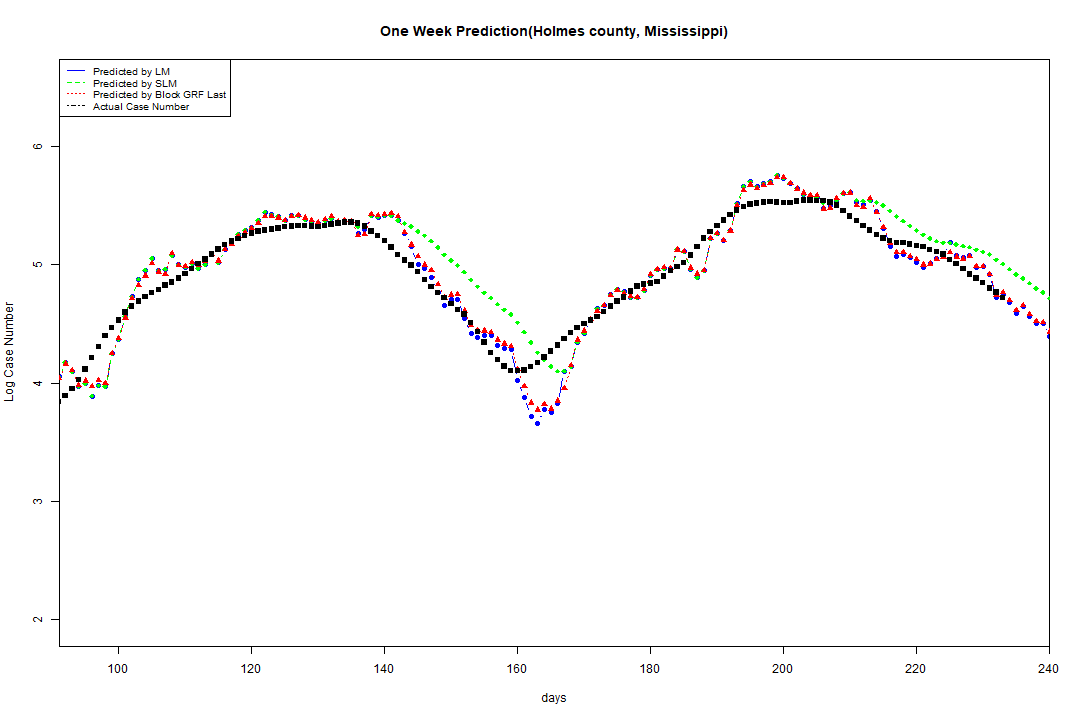 One Week Prediction(Holmes county, Mississippi)
Predicted by LM
Predicted by SLM
Predicted by Block GRF Last
Actual Case Number
6
5
4
3
2
Log Case Number
100 120 140 160 180 200 220 240
days